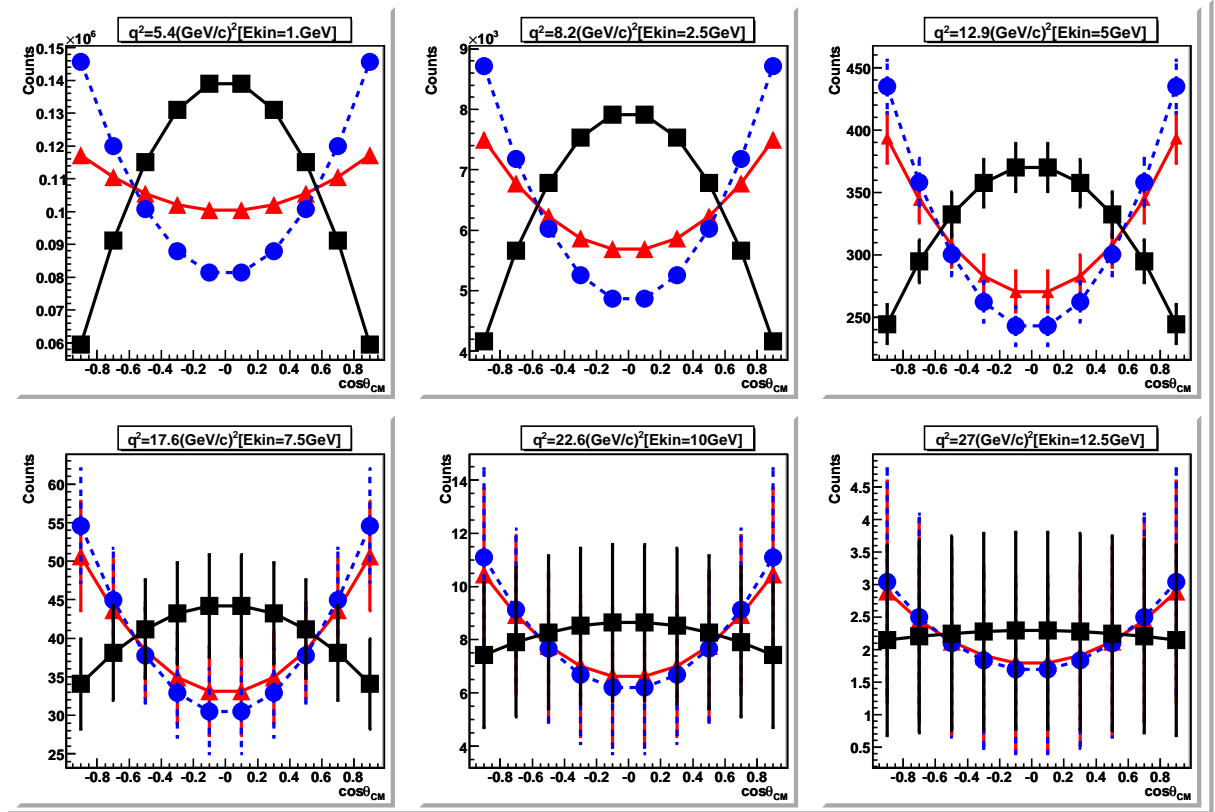 q²=5.4(GeV/c)²[Ekin=1.GeV]
×10⁶
Counts
0.15
0.14
0.13
0.12
0.11
0.1
0.09
0.08
0.07
0.06
-0.8 -0.6 -0.4 -0.2 -0 0.2 0.4 0.6 0.8
cosθCM
q²=8.2(GeV/c)²[Ekin=2.5GeV]
×10³
Counts
9
8
7
6
5
4
-0.8 -0.6 -0.4 -0.2 -0 0.2 0.4 0.6 0.8
cosθCM
q²=12.9(GeV/c)²[Ekin=5GeV]
Counts
450
400
350
300
250
-0.8 -0.6 -0.4 -0.2 -0 0.2 0.4 0.6 0.8
cosθCM
q²=17.6(GeV/c)²[Ekin=7.5GeV]
Counts
60
55
50
45
40
35
30
25
-0.8 -0.6 -0.4 -0.2 -0 0.2 0.4 0.6 0.8
cosθCM
q²=22.6(GeV/c)²[Ekin=10GeV]
Counts
14
12
10
8
6
4
-0.8 -0.6 -0.4 -0.2 -0 0.2 0.4 0.6 0.8
cosθCM
q²=27(GeV/c)²[Ekin=12.5GeV]
Counts
4.5
4
3.5
3
2.5
2
1.5
1
0.5
-0.8 -0.6 -0.4 -0.2 -0 0.2 0.4 0.6 0.8
cosθCM